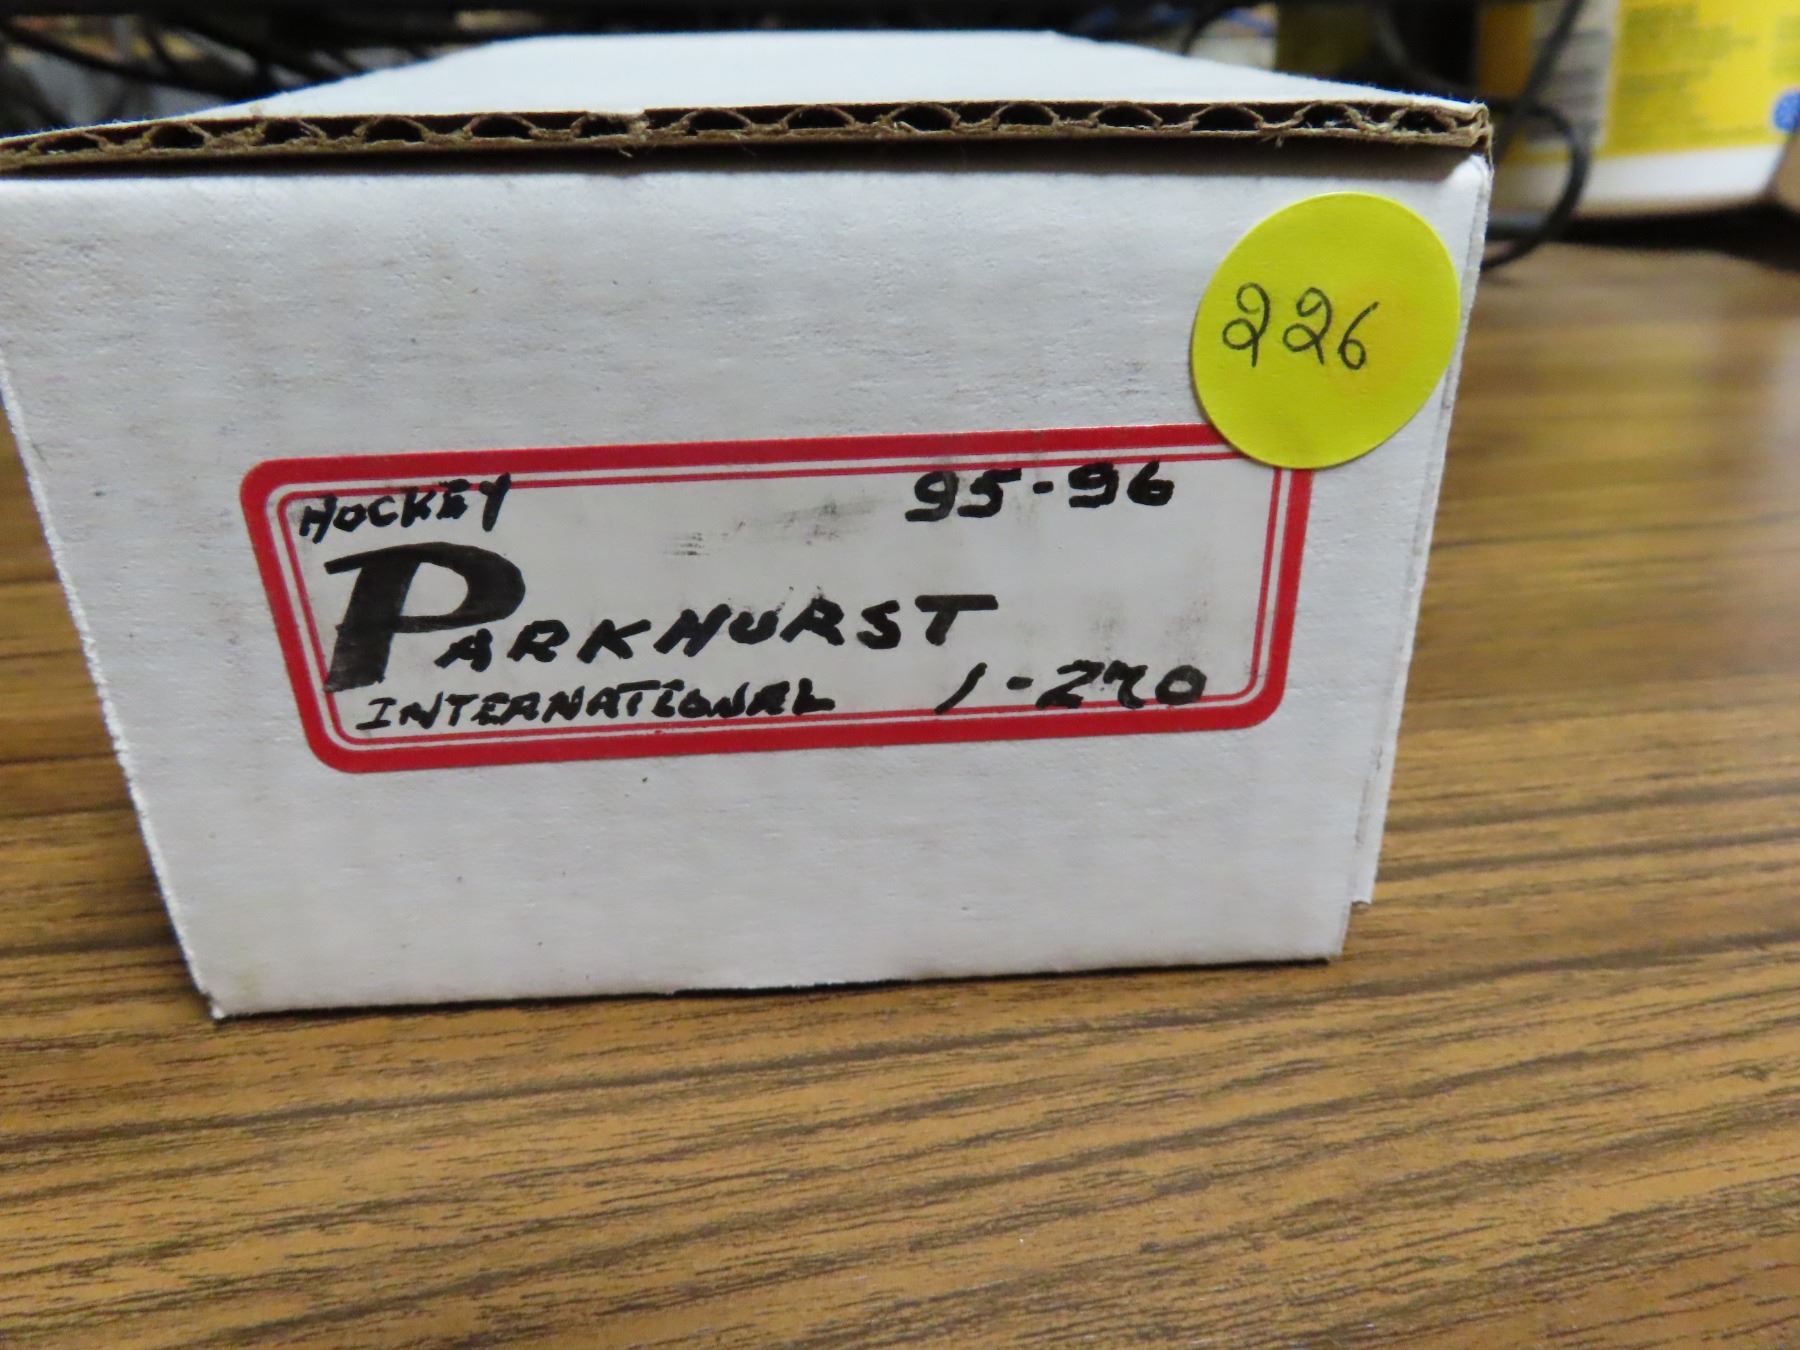 226
HOCKEY 95-96
PARKHURST
INTERNATIONAL 1-270